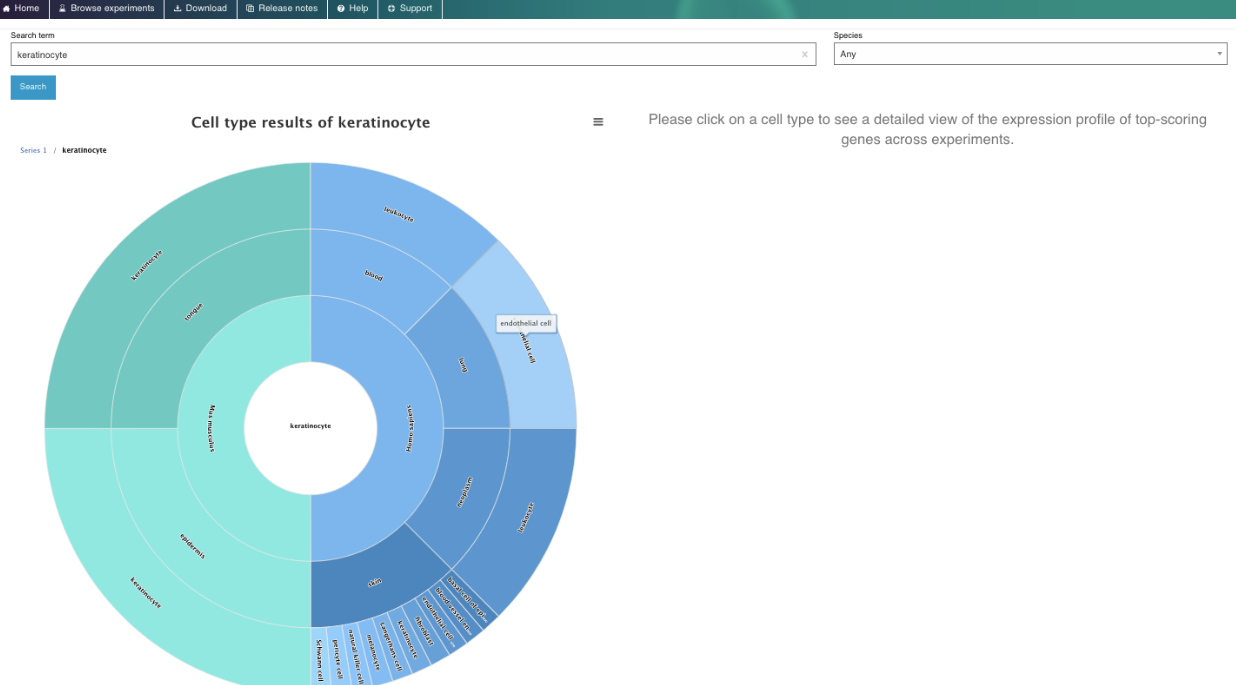 Home
Browse experiments
Download
Release notes
Help
Support
Search term
Species
keratinocyte
Any
Search
Cell type results of keratinocyte
Please click on a cell type to see a detailed view of the expression profile of top-scoring
genes across experiments.
Series 1 / keratinocyte
leukocyte
keratinocyte
blood
tongue
endothelial cell
lung
Mus musculus
Homo sapiens
keratinocyte
neoplasm
leukocyte
epidermis
keratinocyte
skin
basal cell of epi...
blood vessel en...
endothelial cell ...
fibroblast
keratinocyte
Langerhans cell
melanocyte
natural killer cell
pericyte cell
Schwann cell